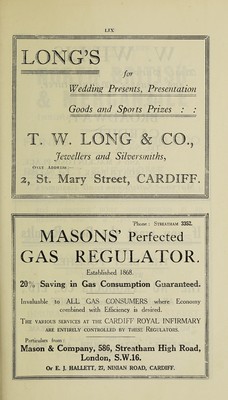 LIX
LONG'S
for
Wedding Presents, Presentation
Goods and Sports Prizes : :
T. W. LONG & CO.,
Jewellers and Silversmiths,
ONLY ADDRESS:
2, St. Mary Street, CARDIFF.
'Phone: STREATHAM 3352.
MASONS' Perfected
GAS REGULATOR.
Established 1868.
20% Saving in Gas Consumption Guaranteed.
Invaluable to ALL GAS CONSUMERS where Economy
combined with Efficiency is desired.
THE VARIOUS SERVICES AT THE CARDIFF ROYAL INFIRMARY
ARE ENTIRELY CONTROLLED BY THESE REGULATORS.
Particulars from:
Mason & Company, 586, Streatham High Road,
London, S.W.16.
Or E. J. HALLETT, 27, NINIAN ROAD, CARDIFF.